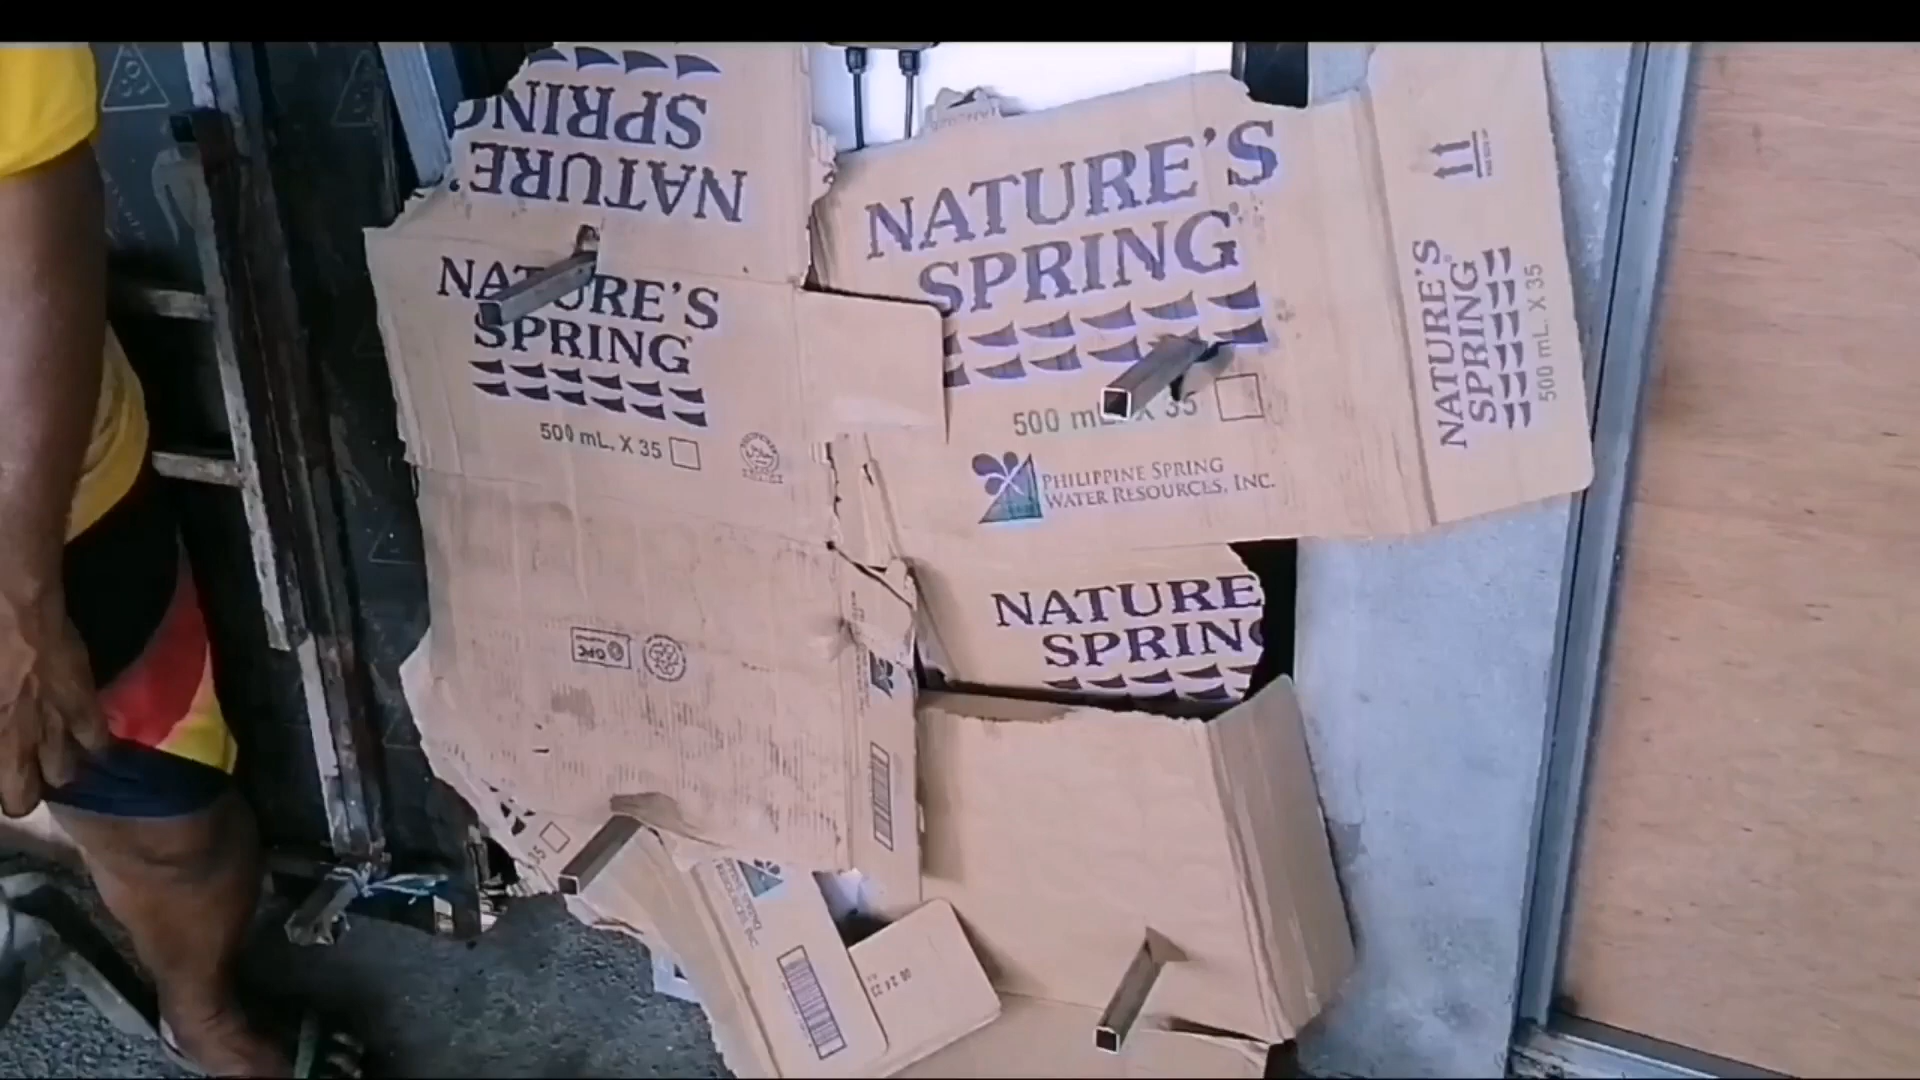 NATURE'
SPRING
NATURE'S
SPRING
500 mL. X 35
NATURE'S
SPRING
500 mL. X 35
PHILIPPINE SPRING
WATER RESOURCES, INC.
NATURE'S
SPRING
500 mL. X 35
NATURE
SPRING
35